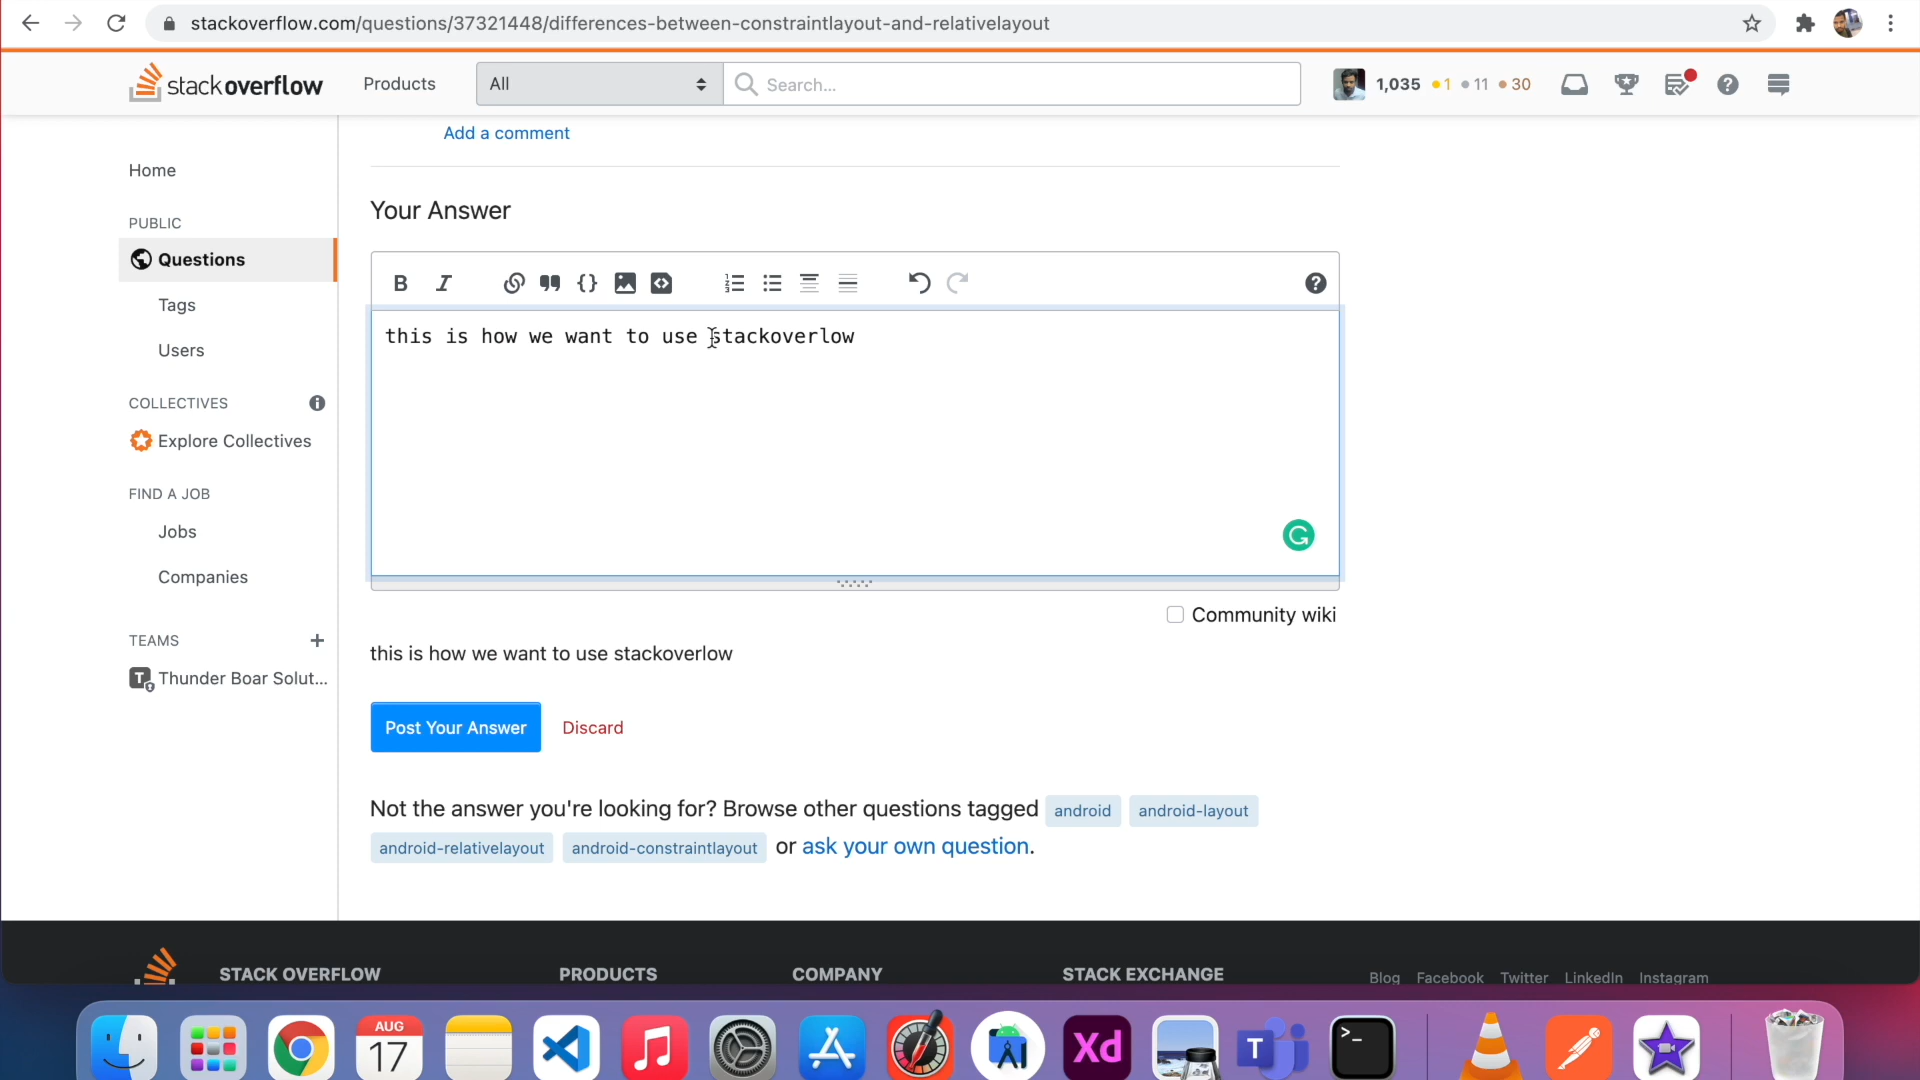 stackoverflow.com/questions/37321448/differences-between-constraintlayout-and-relativelayout
stackoverflow
Products
All
Search...
1,035 1 11 30
Add a comment
Home
PUBLIC
Questions
Tags
Users
COLLECTIVES
Explore Collectives
FIND A JOB
Jobs
Companies
TEAMS
Thunder Boar Solut...
Your Answer
B I
this is how we want to use stackoverlow
Community wiki
this is how we want to use stackoverlow
Post Your Answer
Discard
Not the answer you're looking for? Browse other questions tagged android android-layout
android-relativelayout android-constraintlayout or ask your own question.
STACK OVERFLOW
PRODUCTS
COMPANY
STACK EXCHANGE
Blog Facebook Twitter LinkedIn Instagram
AUG
17
Xd
T
>_